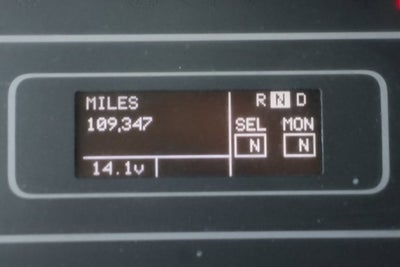 MILES
109,347
14.1v
R N D
SEL MON
N N